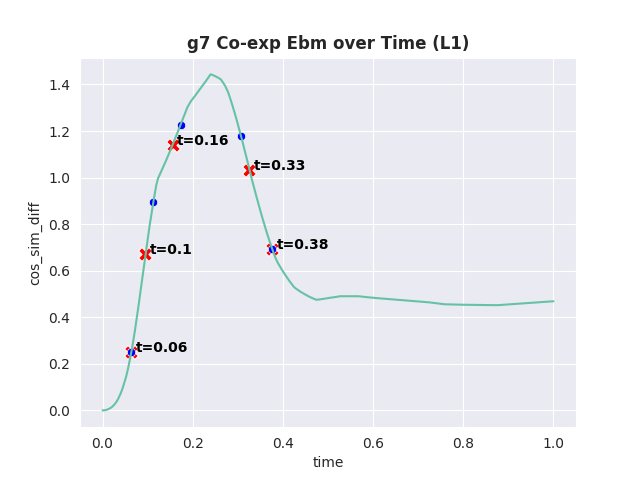 g7 Co-exp Ebm over Time (L1)
cos_sim_diff
1.4
1.2
1.0
0.8
0.6
0.4
0.2
0.0
t=0.16
t=0.33
t=0.1
t=0.38
t=0.06
0.0 0.2 0.4 0.6 0.8 1.0
time